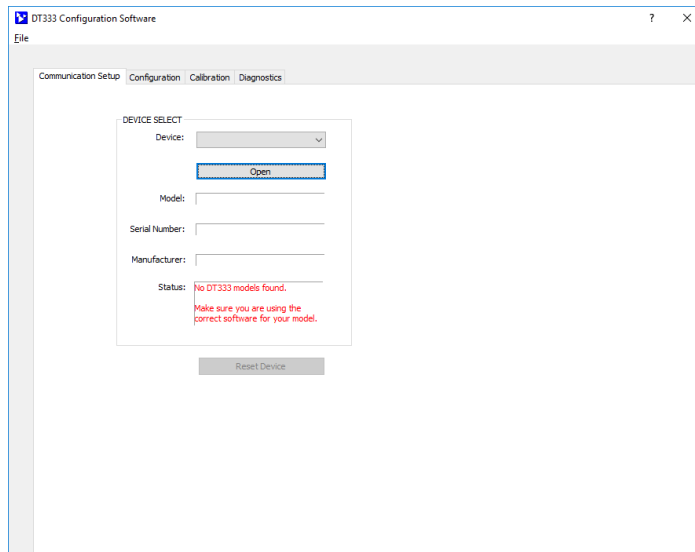 DT333 Configuration Software
File
Communication Setup Configuration Calibration Diagnostics
DEVICE SELECT
Device:
Open
Model:
Serial Number:
Manufacturer:
Status: No DT333 models found.
Make sure you are using the
correct software for your model.
Reset Device